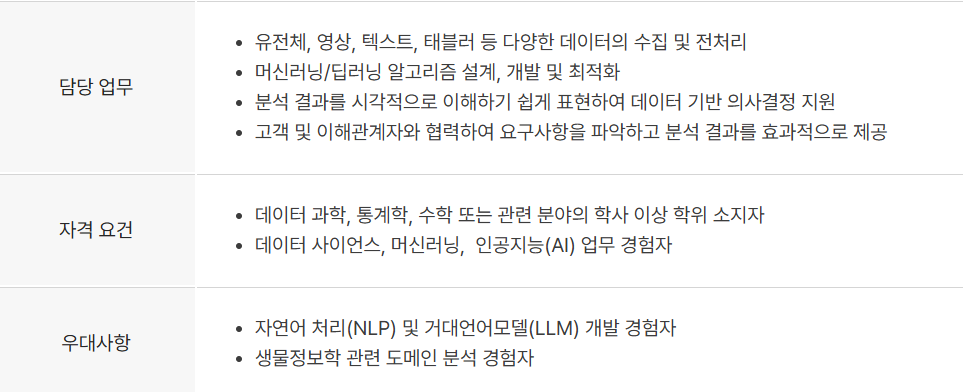 담당 업무
• 유전체, 영상, 텍스트, 태블러 등 다양한 데이터의 수집 및 전처리
• 머신러닝/딥러닝 알고리즘 설계, 개발 및 최적화
• 분석 결과를 시각적으로 이해하기 쉽게 표현하여 데이터 기반 의사결정 지원
• 고객 및 이해관계자와 협력하여 요구사항을 파악하고 분석 결과를 효과적으로 제공
자격 요건
• 데이터 과학, 통계학, 수학 또는 관련 분야의 학사 이상 학위 소지자
• 데이터 사이언스, 머신러닝, 인공지능(AI) 업무 경험자
우대사항
• 자연어 처리(NLP) 및 거대언어모델(LLM) 개발 경험자
• 생물정보학 관련 도메인 분석 경험자